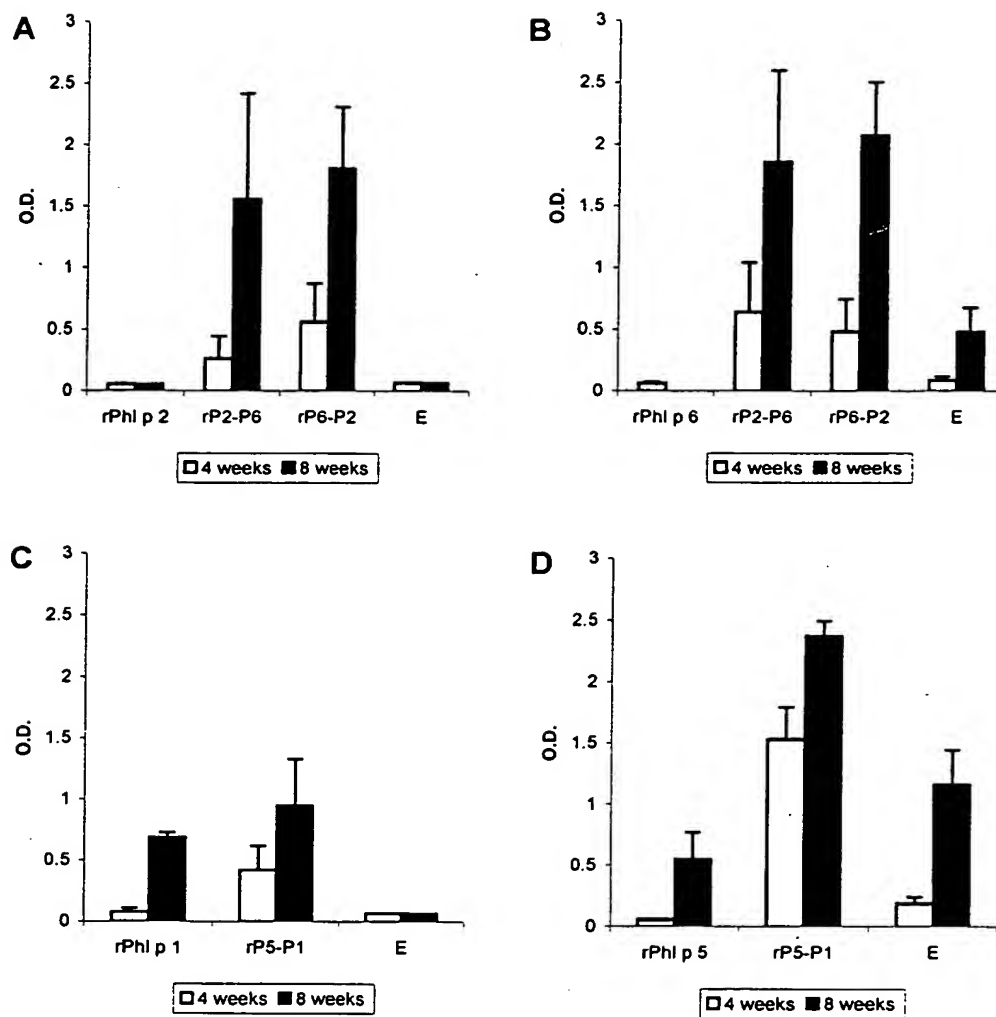 A
3
2.5
2
1.5
1
0.5
0
O.D.
rPhl p 2 rP2-P6 rP6-P2 E
4 weeks 8 weeks
B
3
2.5
2
1.5
1
0.5
0
O.D.
rPhl p 6 rP2-P6 rP6-P2 E
4 weeks 8 weeks
C
3
2.5
2
1.5
1
0.5
0
O.D.
rPhl p 1 rP5-P1 E
4 weeks 8 weeks
D
3
2.5
2
1.5
1
0.5
0
O.D.
rPhl p 5 rP5-P1 E
4 weeks 8 weeks